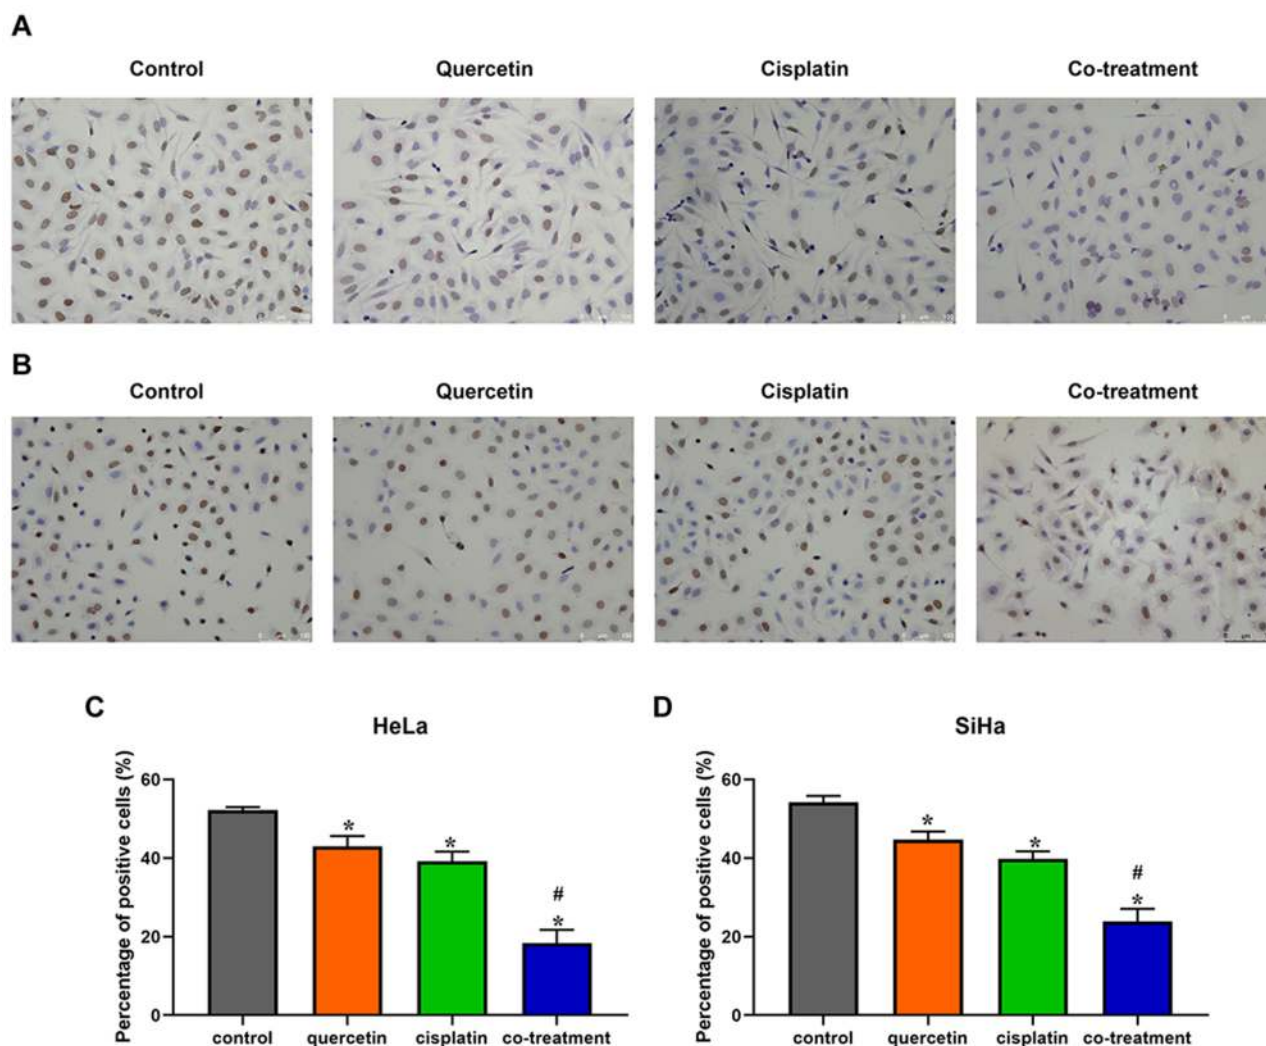 A
Control Quercetin Cisplatin Co-treatment
B
Control Quercetin Cisplatin Co-treatment
C
HeLa
Percentage of positive cells (%)
60
40
20
0
*
*
#
*
control quercetin cisplatin co-treatment
D
SiHa
Percentage of positive cells (%)
60
40
20
0
*
*
#
*
control quercetin cisplatin co-treatment